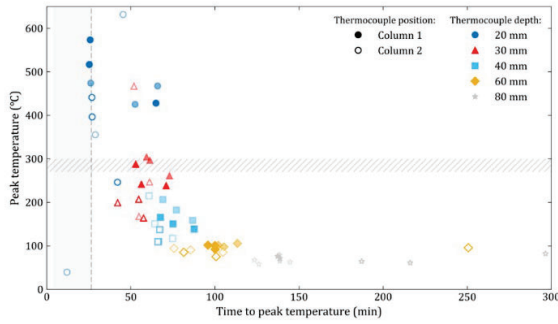 Thermocouple position:
Thermocouple depth:
Column 1
Column 2
20 mm
30 mm
40 mm
60 mm
80 mm
600
500
400
300
200
100
0
Peak temperature (°C)
0
50
100
150
200
250
300
Time to peak temperature (min)